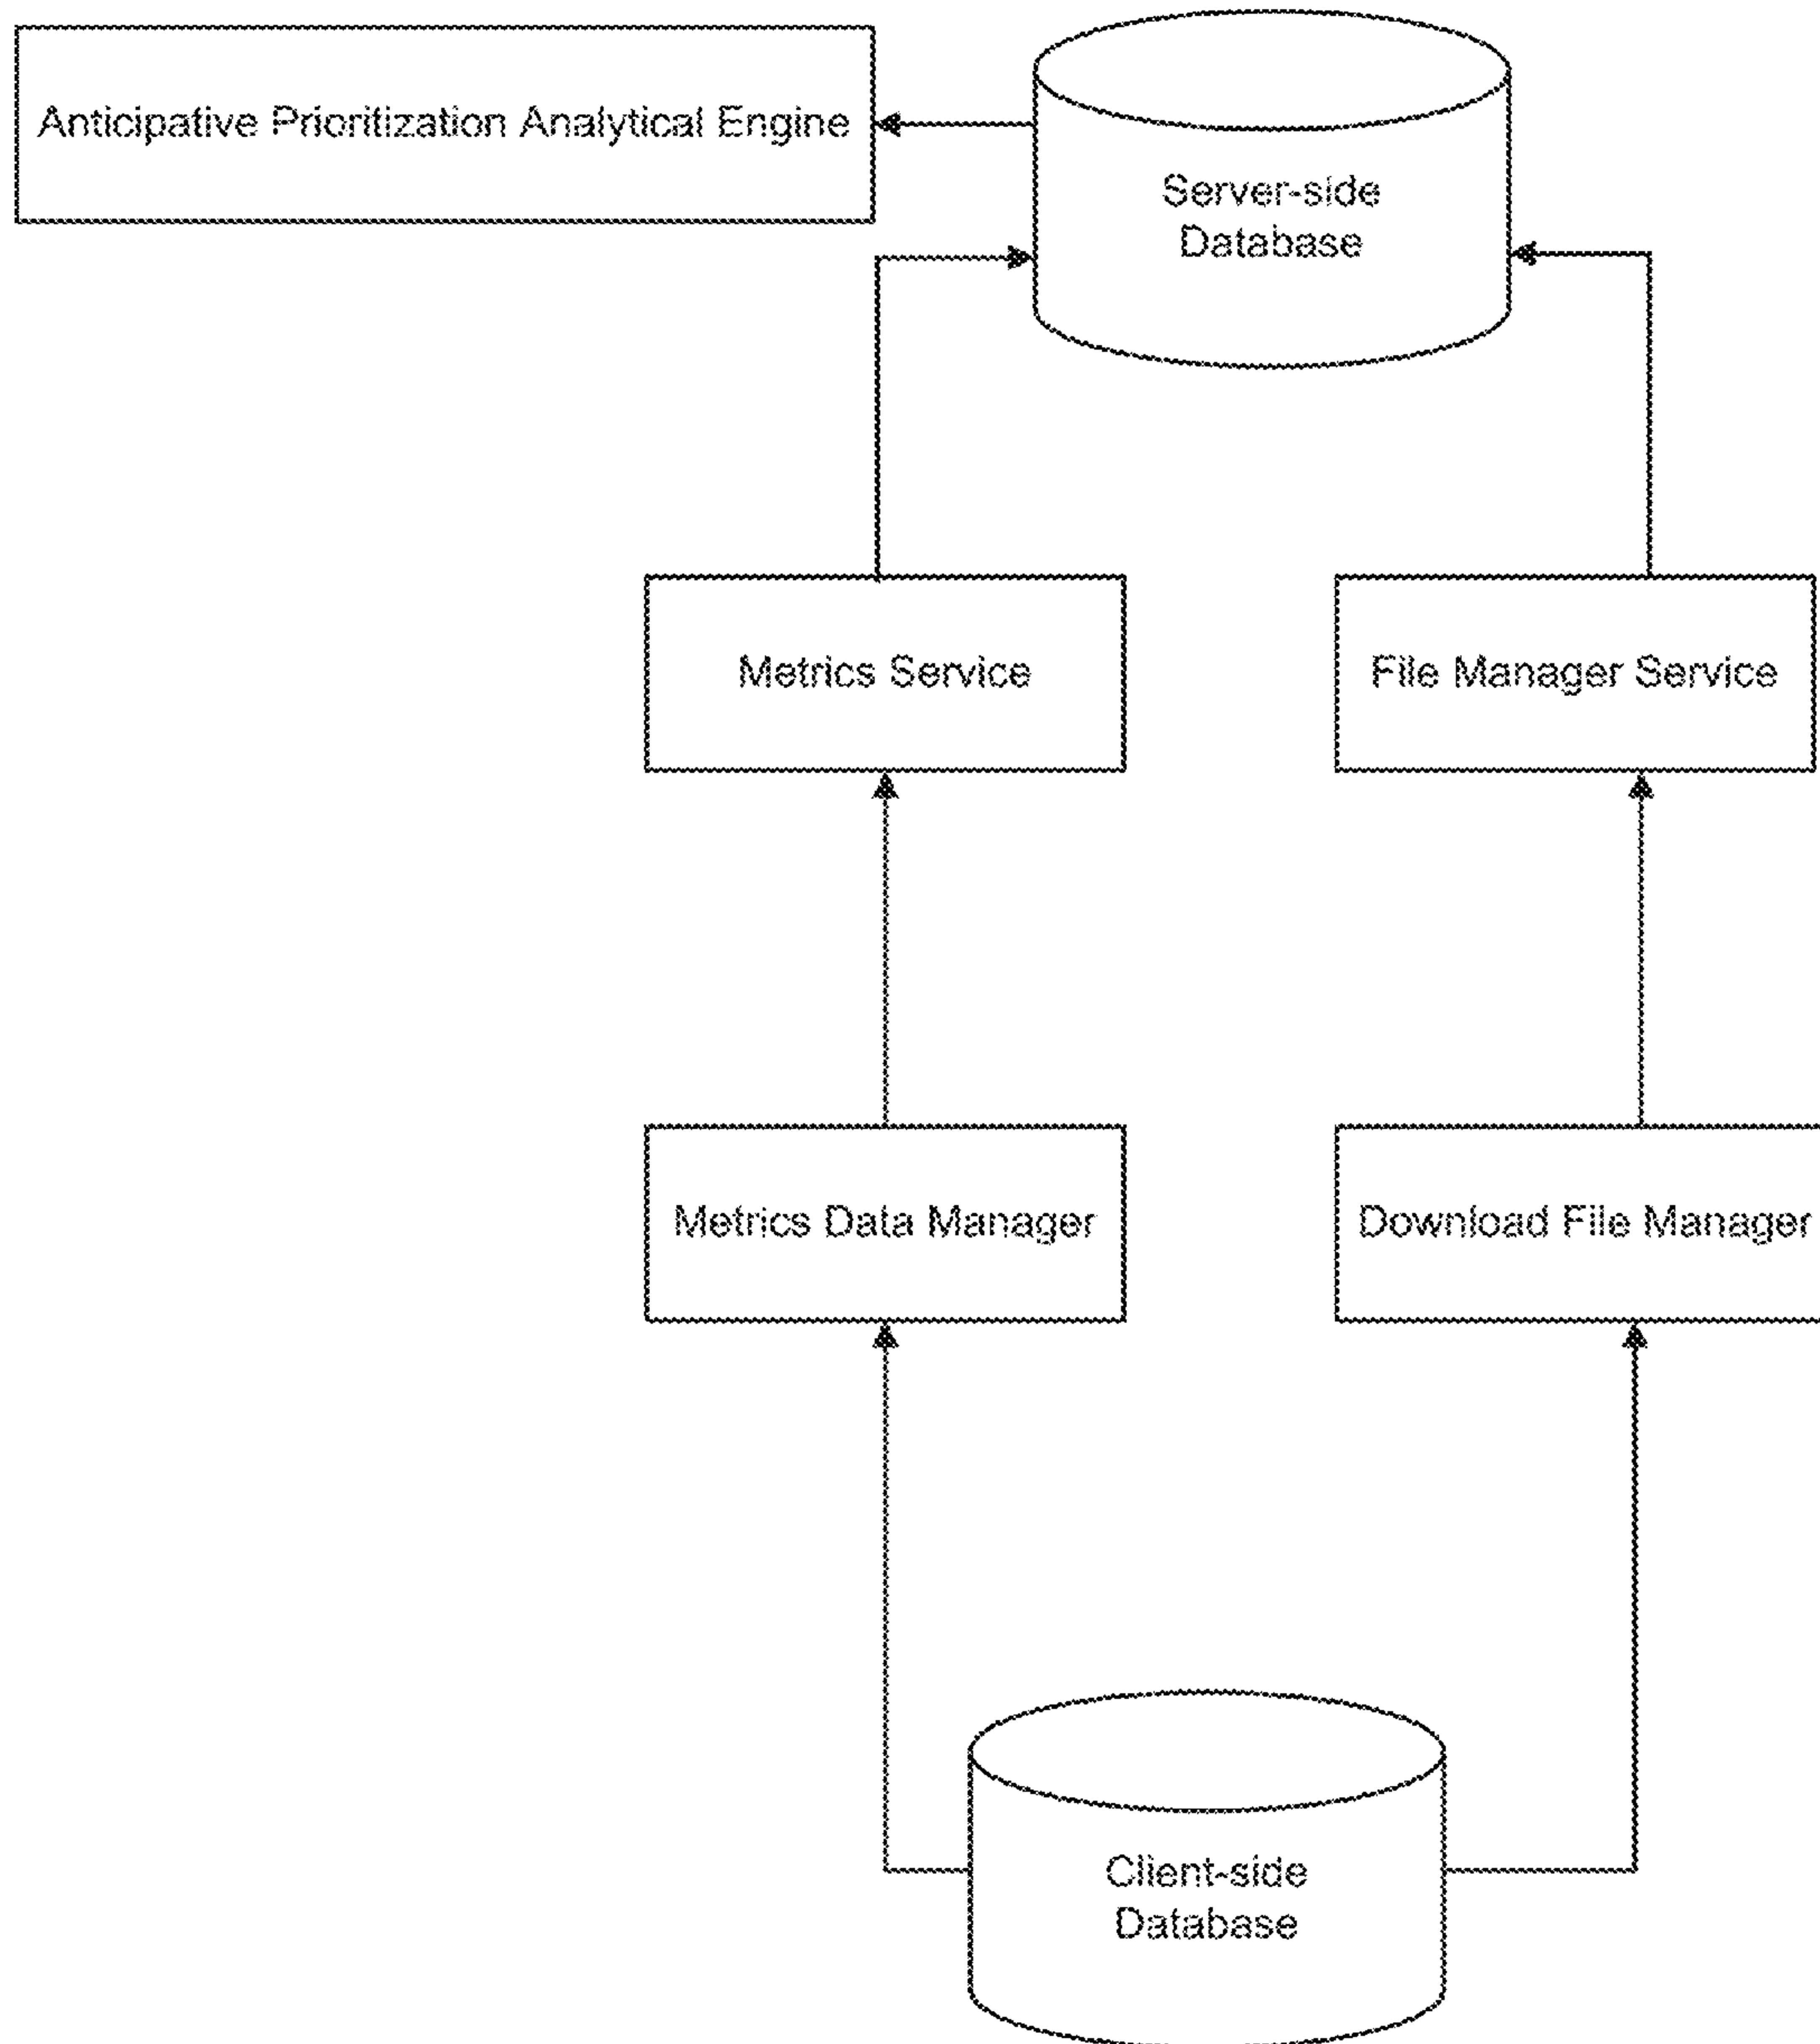 Anticipative Prioritization Analytical Engine
Server-side
Database
Metrics Service
File Manager Service
Metrics Data Manager
Download File Manager
Client-side
Database